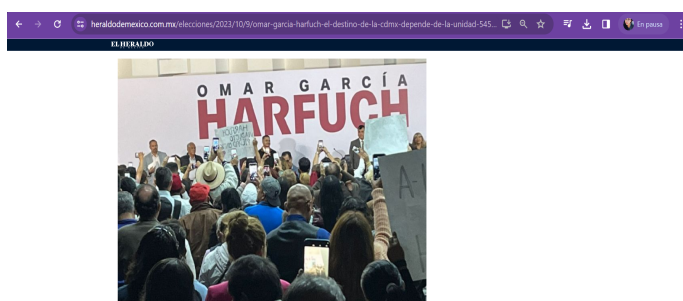 heraldodemexico.com.mx/elecciones/2023/10/9/omar-garcia-harfuch-el-destino-de-la-cdmx-depende-de-la-unidad-545...
En pausa
EL HERALDO
OMAR GARCÍA
HARFUCH
A-